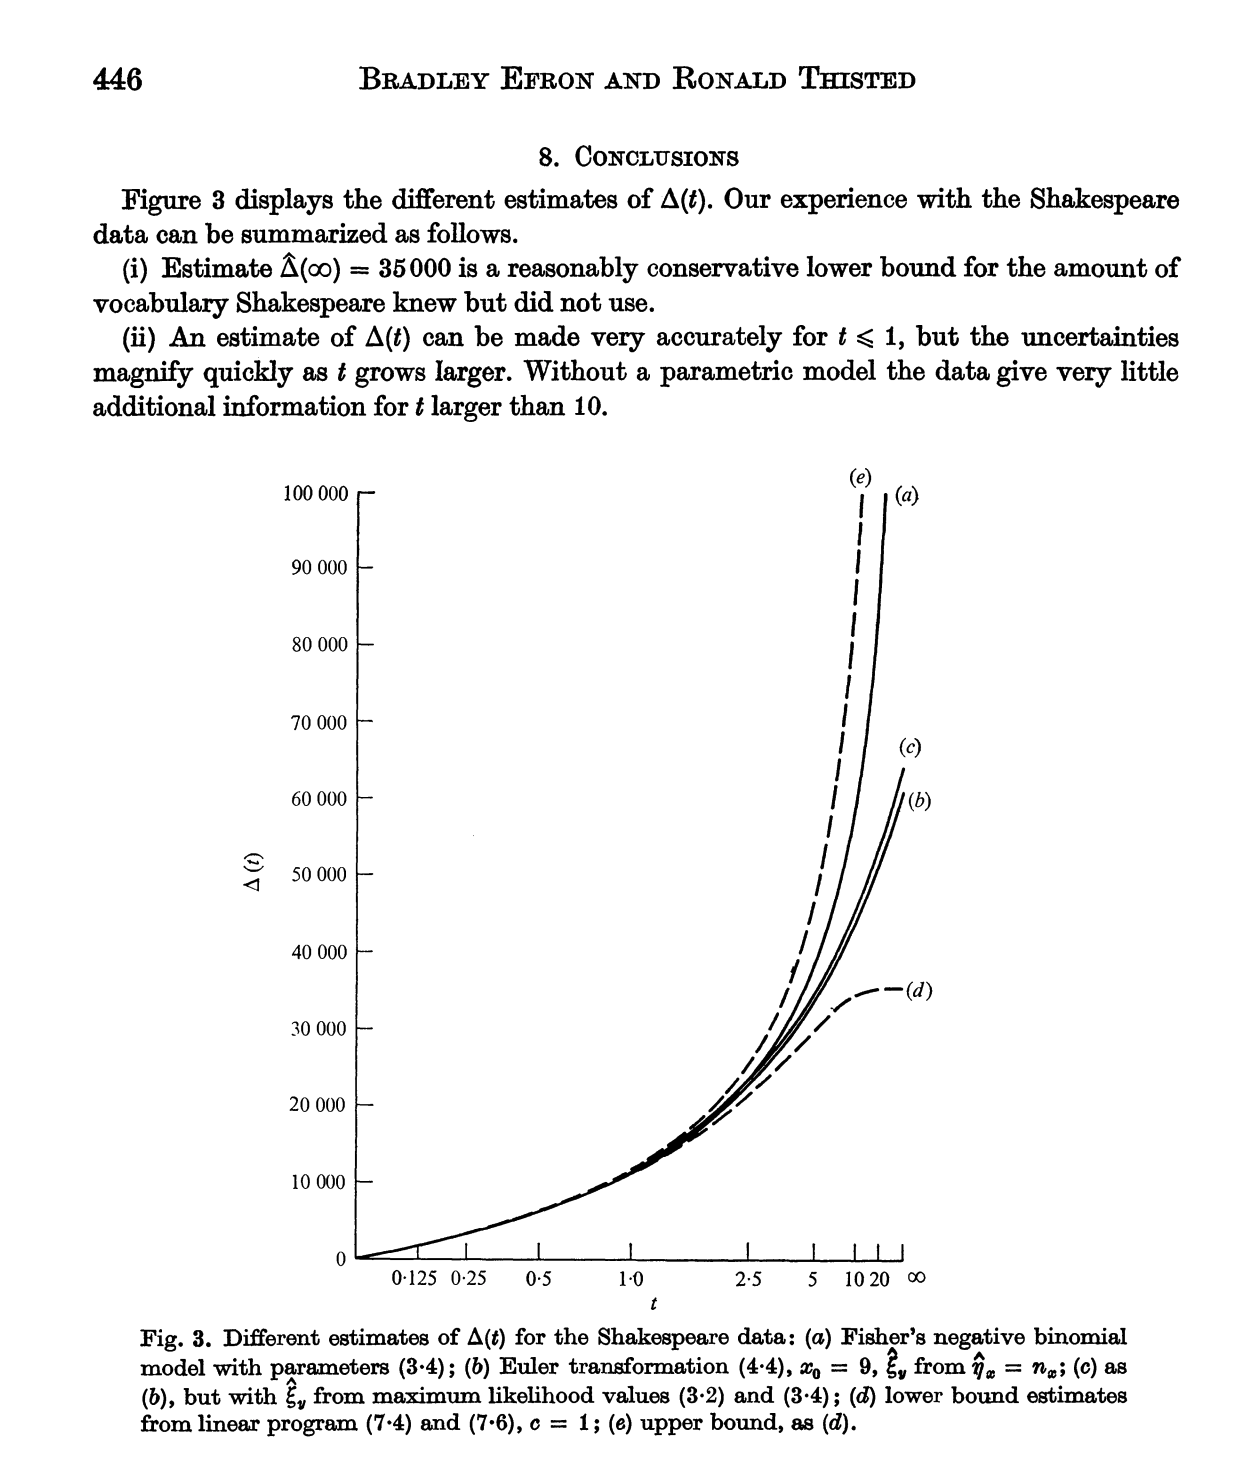 446 BRADLEY EFRON AND RONALD THISTED
8. CONCLUSIONS
Figure 3 displays the different estimates of Δ(t). Our experience with the Shakespeare
data can be summarized as follows.
(i) Estimate Δ̂(∞) = 35000 is a reasonably conservative lower bound for the amount of
vocabulary Shakespeare knew but did not use.
(ii) An estimate of Δ(t) can be made very accurately for t ⩽ 1, but the uncertainties
magnify quickly as t grows larger. Without a parametric model the data give very little
additional information for t larger than 10.
(e)
100 000
(a)
90 000
80 000
70 000
(c)
60 000
(b)
Δ (t)
50 000
40 000
(d)
30 000
20 000
10 000
0
0·125 0·25 0·5 1·0 2·5 5 10 20 ∞
t
Fig. 3. Different estimates of Δ(t) for the Shakespeare data: (a) Fisher's negative binomial
model with parameters (3·4); (b) Euler transformation (4·4), x₀ = 9, ξ̂ᵧ from η̂ₓ = nₓ; (c) as
(b), but with ξ̂ᵧ from maximum likelihood values (3·2) and (3·4); (d) lower bound estimates
from linear program (7·4) and (7·6), c = 1; (e) upper bound, as (d).